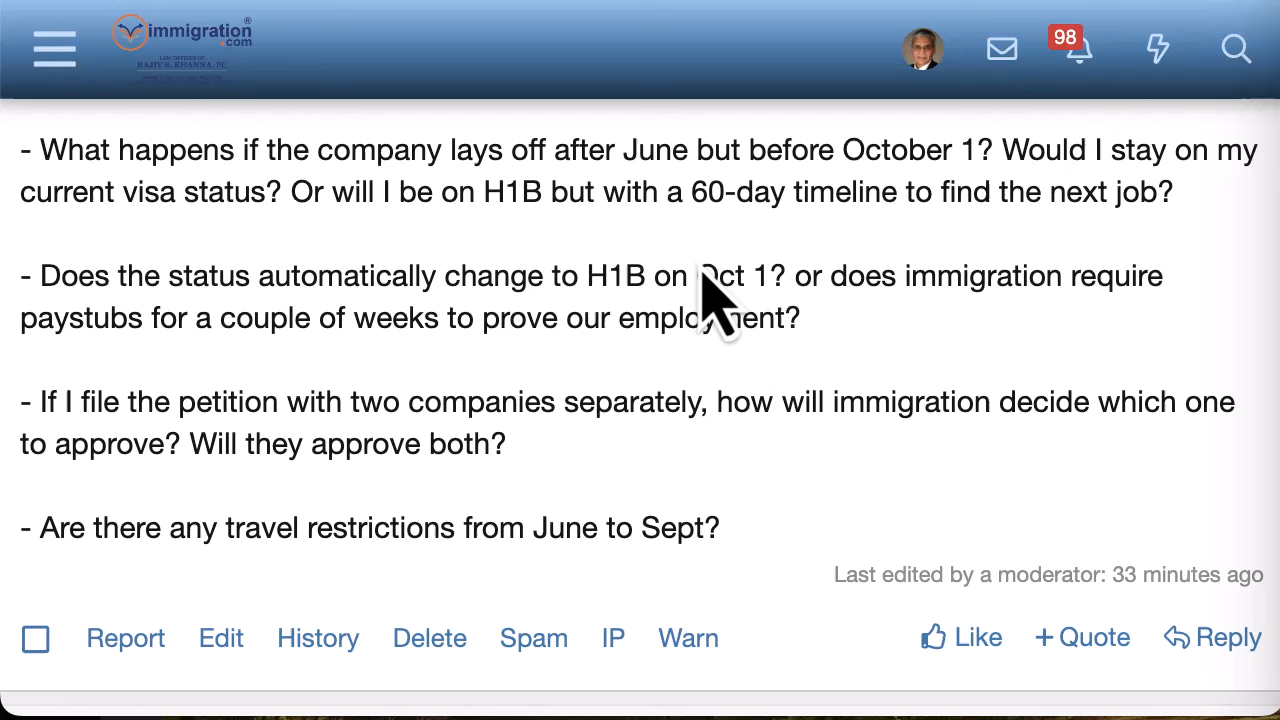 immigration®
.com
LAW OFFICES OF
RAJIV S. KHANNA, PC
98
- What happens if the company lays off after June but before October 1? Would I stay on my
current visa status? Or will I be on H1B but with a 60-day timeline to find the next job?
- Does the status automatically change to H1B on Oct 1? or does immigration require
paystubs for a couple of weeks to prove our employment?
- If I file the petition with two companies separately, how will immigration decide which one
to approve? Will they approve both?
- Are there any travel restrictions from June to Sept?
Last edited by a moderator: 33 minutes ago
Report Edit History Delete Spam IP Warn Like + Quote Reply